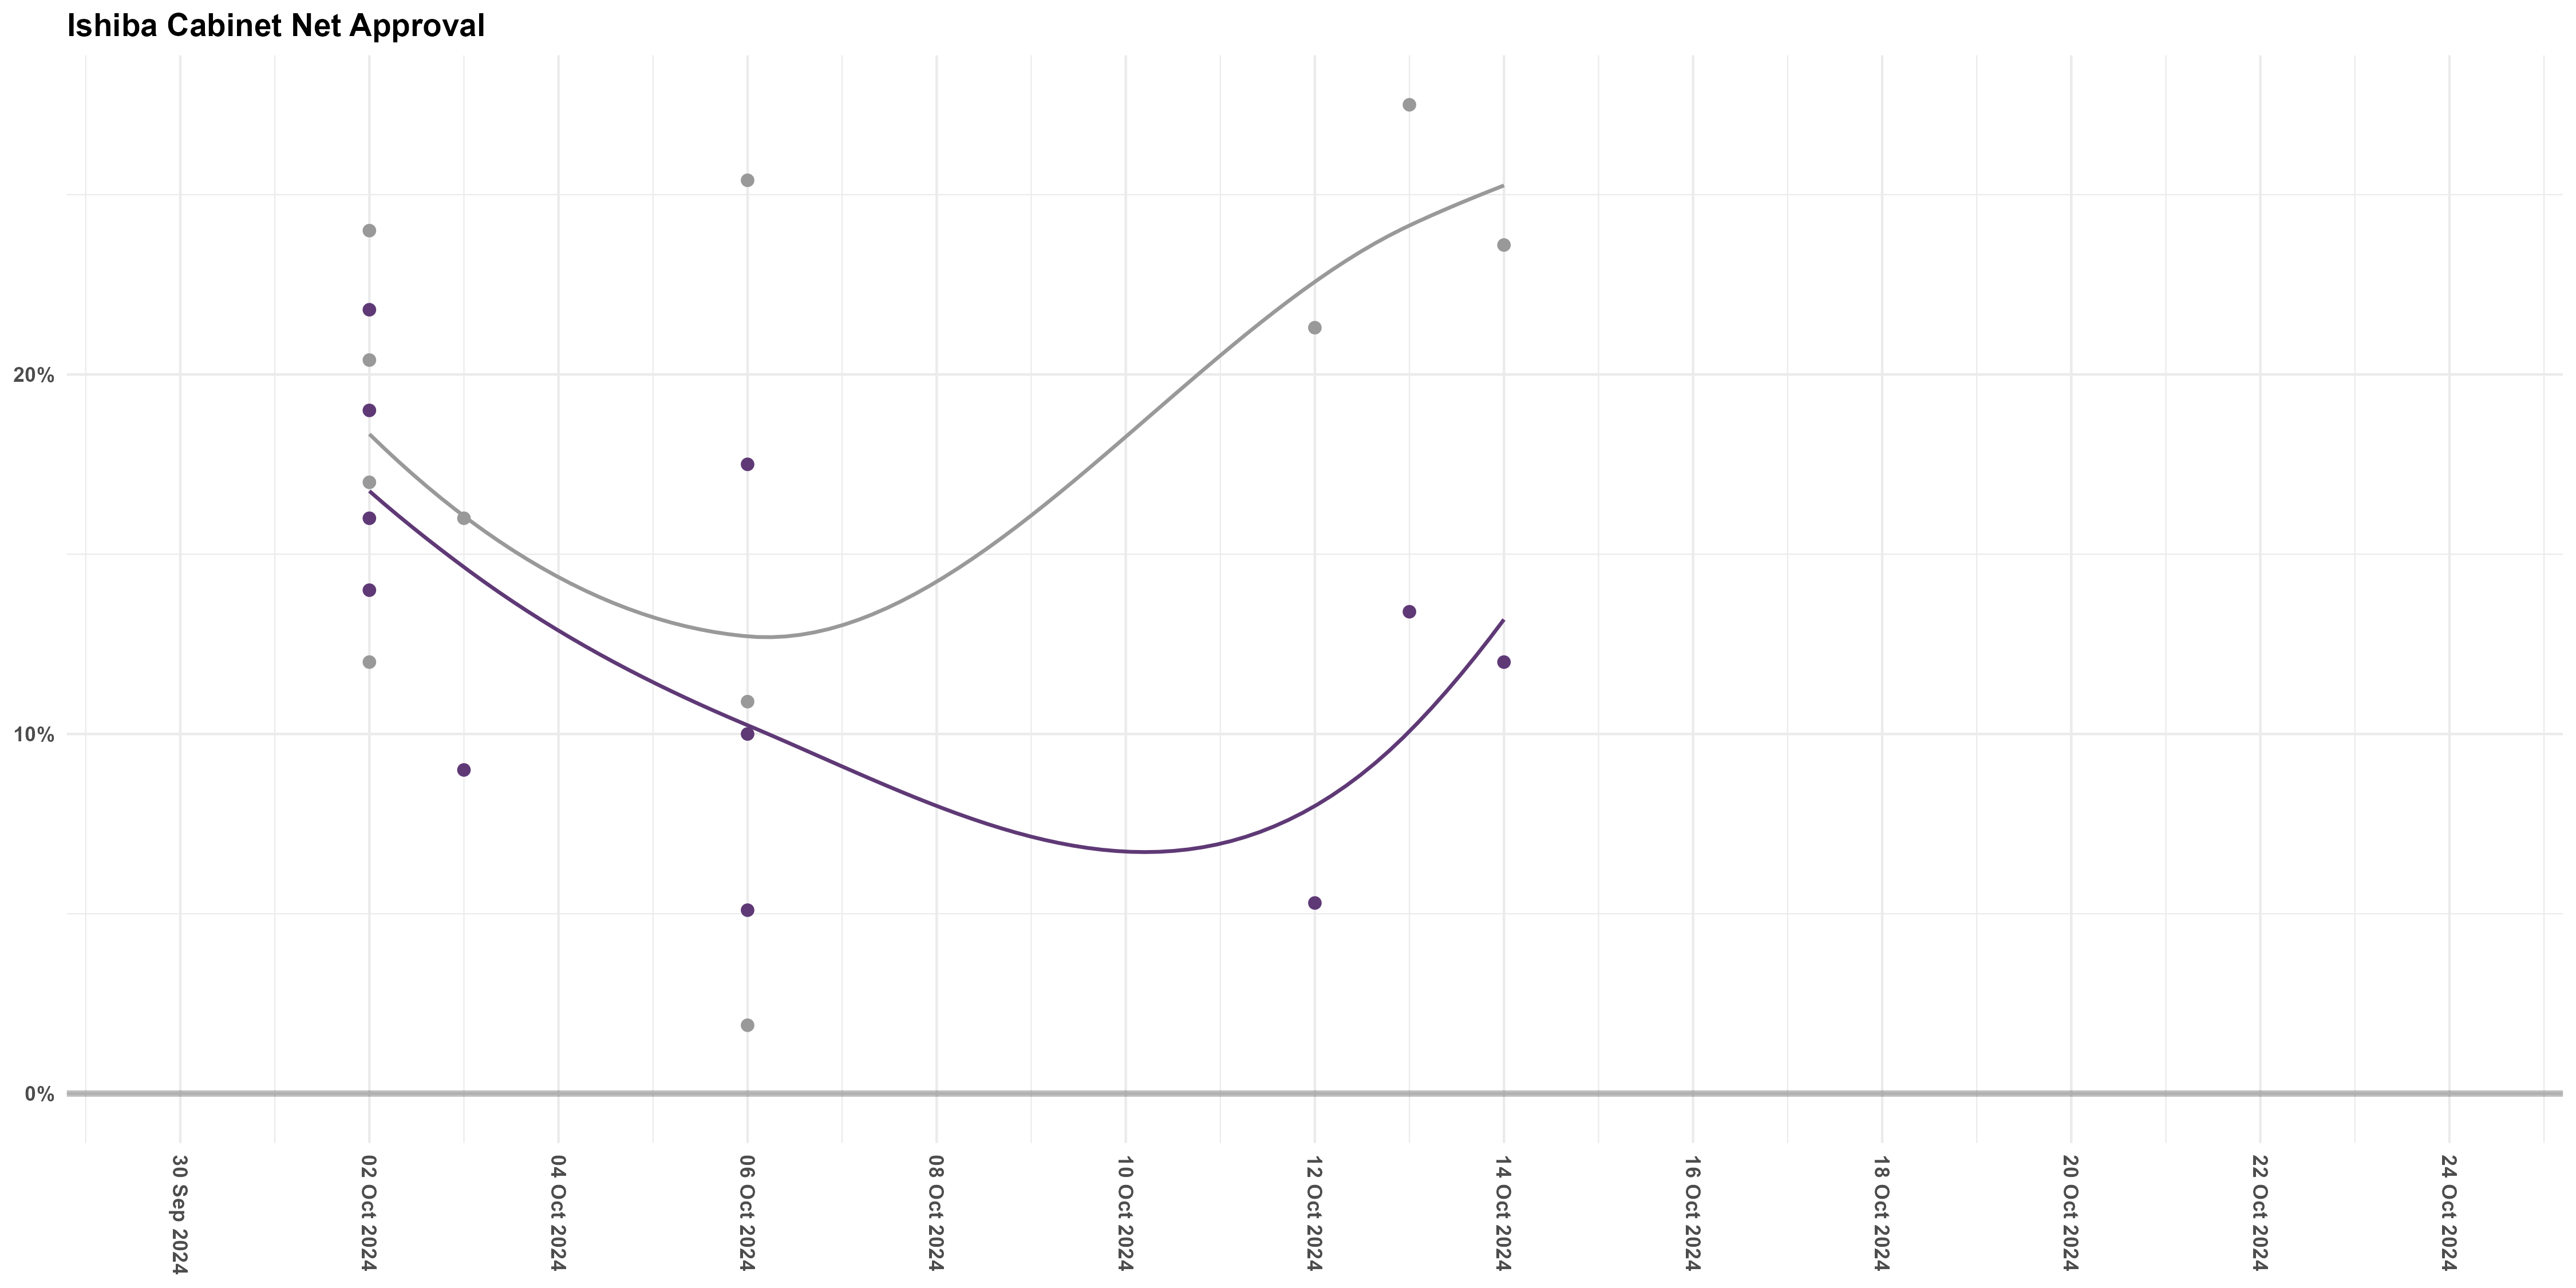 Ishiba Cabinet Net Approval
20%
10%
0%
30 Sep 2024
02 Oct 2024
04 Oct 2024
06 Oct 2024
08 Oct 2024
10 Oct 2024
12 Oct 2024
14 Oct 2024
16 Oct 2024
18 Oct 2024
20 Oct 2024
22 Oct 2024
24 Oct 2024